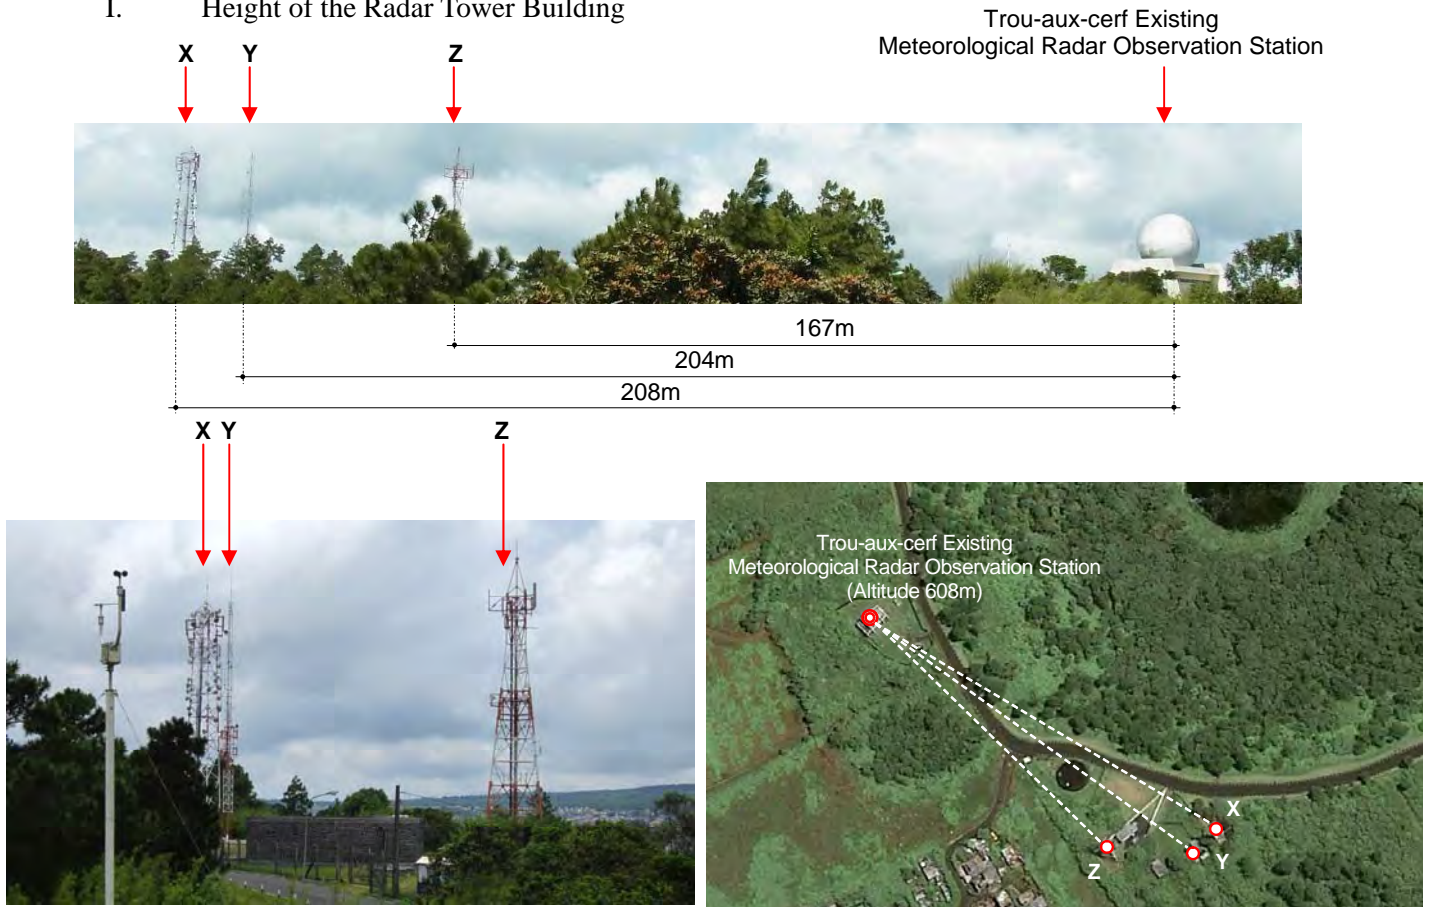 I. Height of the Radar Tower Building
Trou-aux-cerf Existing
Meteorological Radar Observation Station
X Y Z
167m
204m
208m
X Y Z
Trou-aux-cerf Existing
Meteorological Radar Observation Station
(Altitude 608m)
X
Y
Z